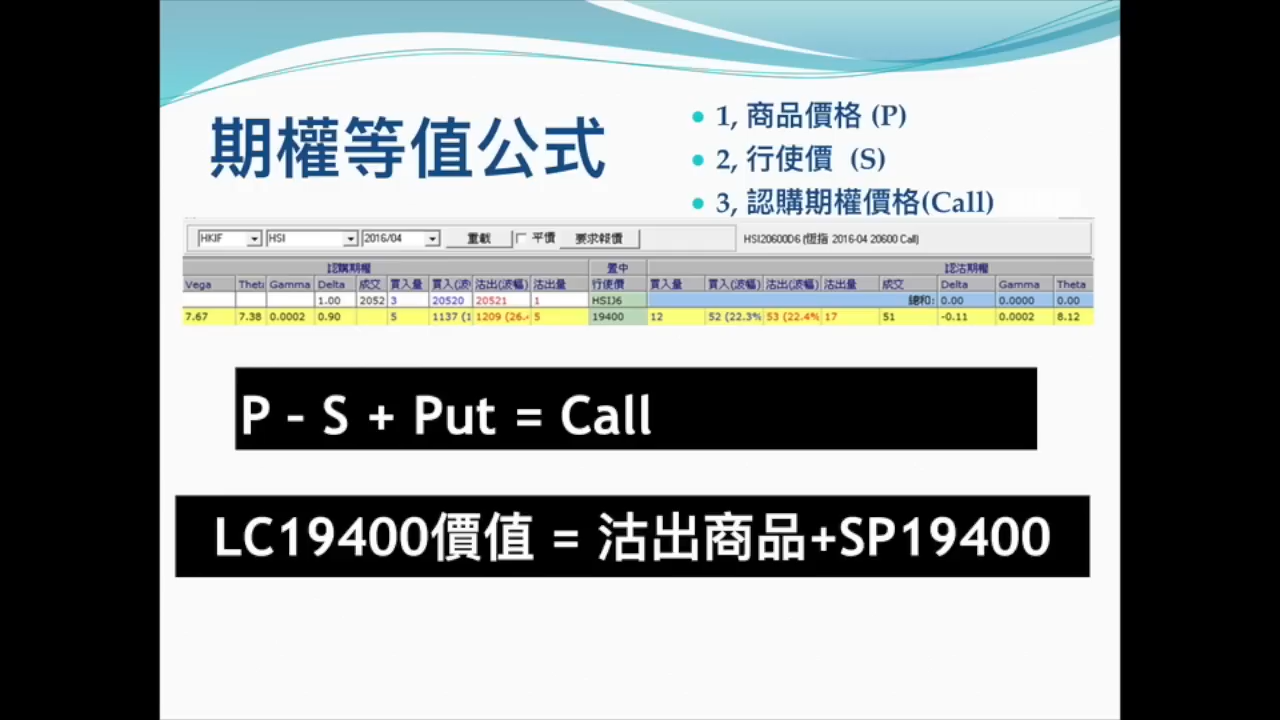 期權等值公式
1, 商品價格 (P)
2, 行使價 (S)
3, 認購期權價格(Call)
HKIF HSI 2016/04 重載 平價 要求報價 HSI20600D6 (恆指 2016-04 20600 Call)
認購期權 置中 認沽期權
Vega Theta Gamma Delta 成交 買入量 買入(波幅) 沽出(波幅) 沽出量 行使價 買入量 買入(波幅) 沽出(波幅) 沽出量 成交 Delta Gamma Theta
1.00 2052 3 20520 20521 1 HSIJ6 總和: 0.00 0.0000 0.00
7.67 7.38 0.0002 0.90 5 1137 (1 1209 (26.4 5 19400 12 52 (22.3% 53 (22.4% 17 51 -0.11 0.0002 8.12
P - S + Put = Call
LC19400價值 = 沽出商品+SP19400